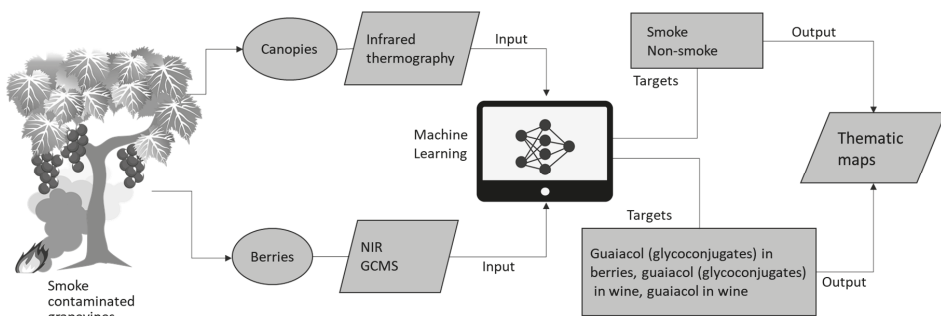 Canopies
Infrared
thermography
Input
Smoke
Non-smoke
Output
Targets
Machine
Learning
Thematic
maps
Targets
Berries
NIR
GCMS
Input
Guaiacol (glycoconjugates) in
berries, guaiacol (glycoconjugates)
in wine, guaiacol in wine
Output
Smoke
contaminated
grapevines